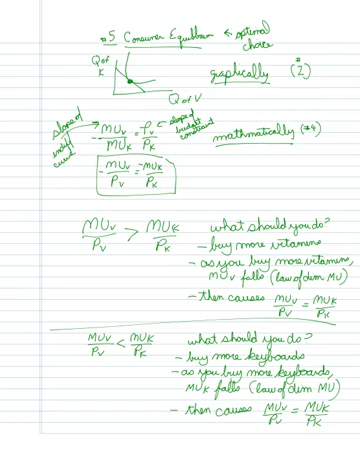 #5 Consumer Equilibrium ← optimal choice
Q of K
Q of V
graphically (#2)
slope of indiff curve
-MUv/MUk = Pv/Pk
slope of budget constraint
mathematically (#4)
-MUv/Pv = -MUk/Pk
MUv/Pv > MUk/Pk
what should you do?
- buy more vitamins
- as you buy more vitamins,
MUv falls (law of dim MU)
- then causes MUv/Pv = MUk/Pk
MUv/Pv < MUk/Pk
what should you do?
- buy more keyboards
- as you buy more keyboards,
MUk falls (law of dim MU)
- then causes MUv/Pv = MUk/Pk